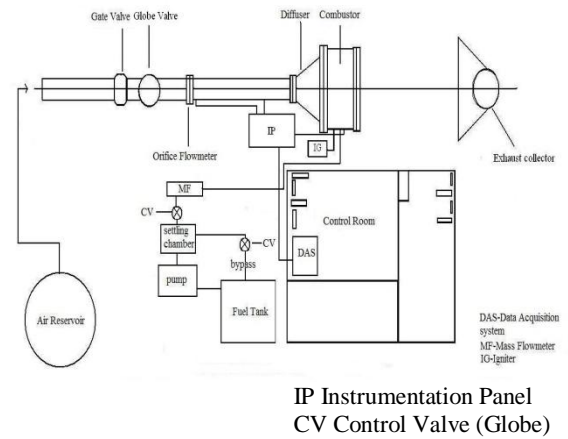 Gate Valve
Globe Valve
Diffuser
Combustor
IP
Orifice Flowmeter
IG
Exhaust collector
MF
CV
settling
chamber
CV
bypass
pump
Fuel Tank
Air Reservoir
Control Room
DAS
DAS-Data Acquisition
system
MF-Mass Flowmeter
IG-Igniter
IP Instrumentation Panel
CV Control Valve (Globe)